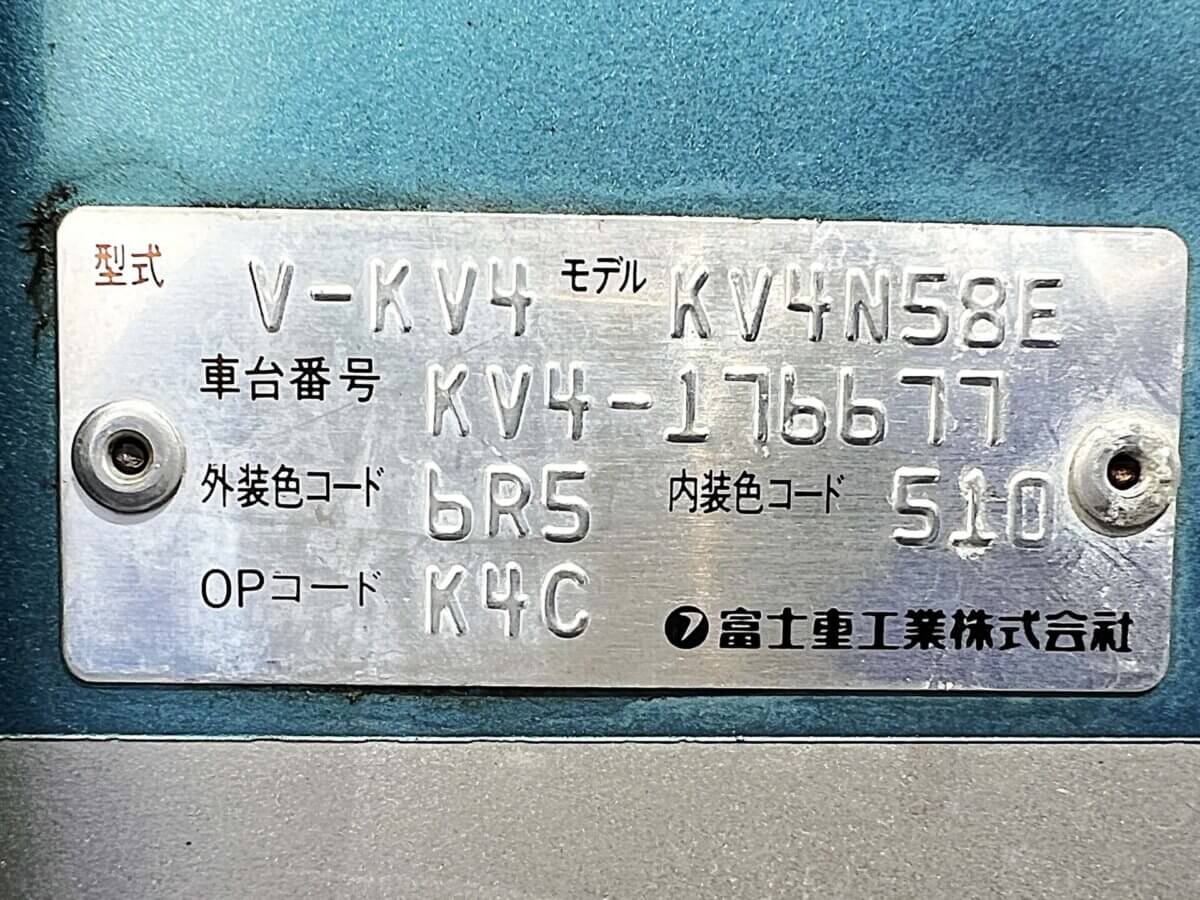 型式 V-KV4 モデル KV4N58E
車台番号 KV4-176677
外装色コード 6R5 内装色コード 510
OPコード K4C 富士重工業株式会社